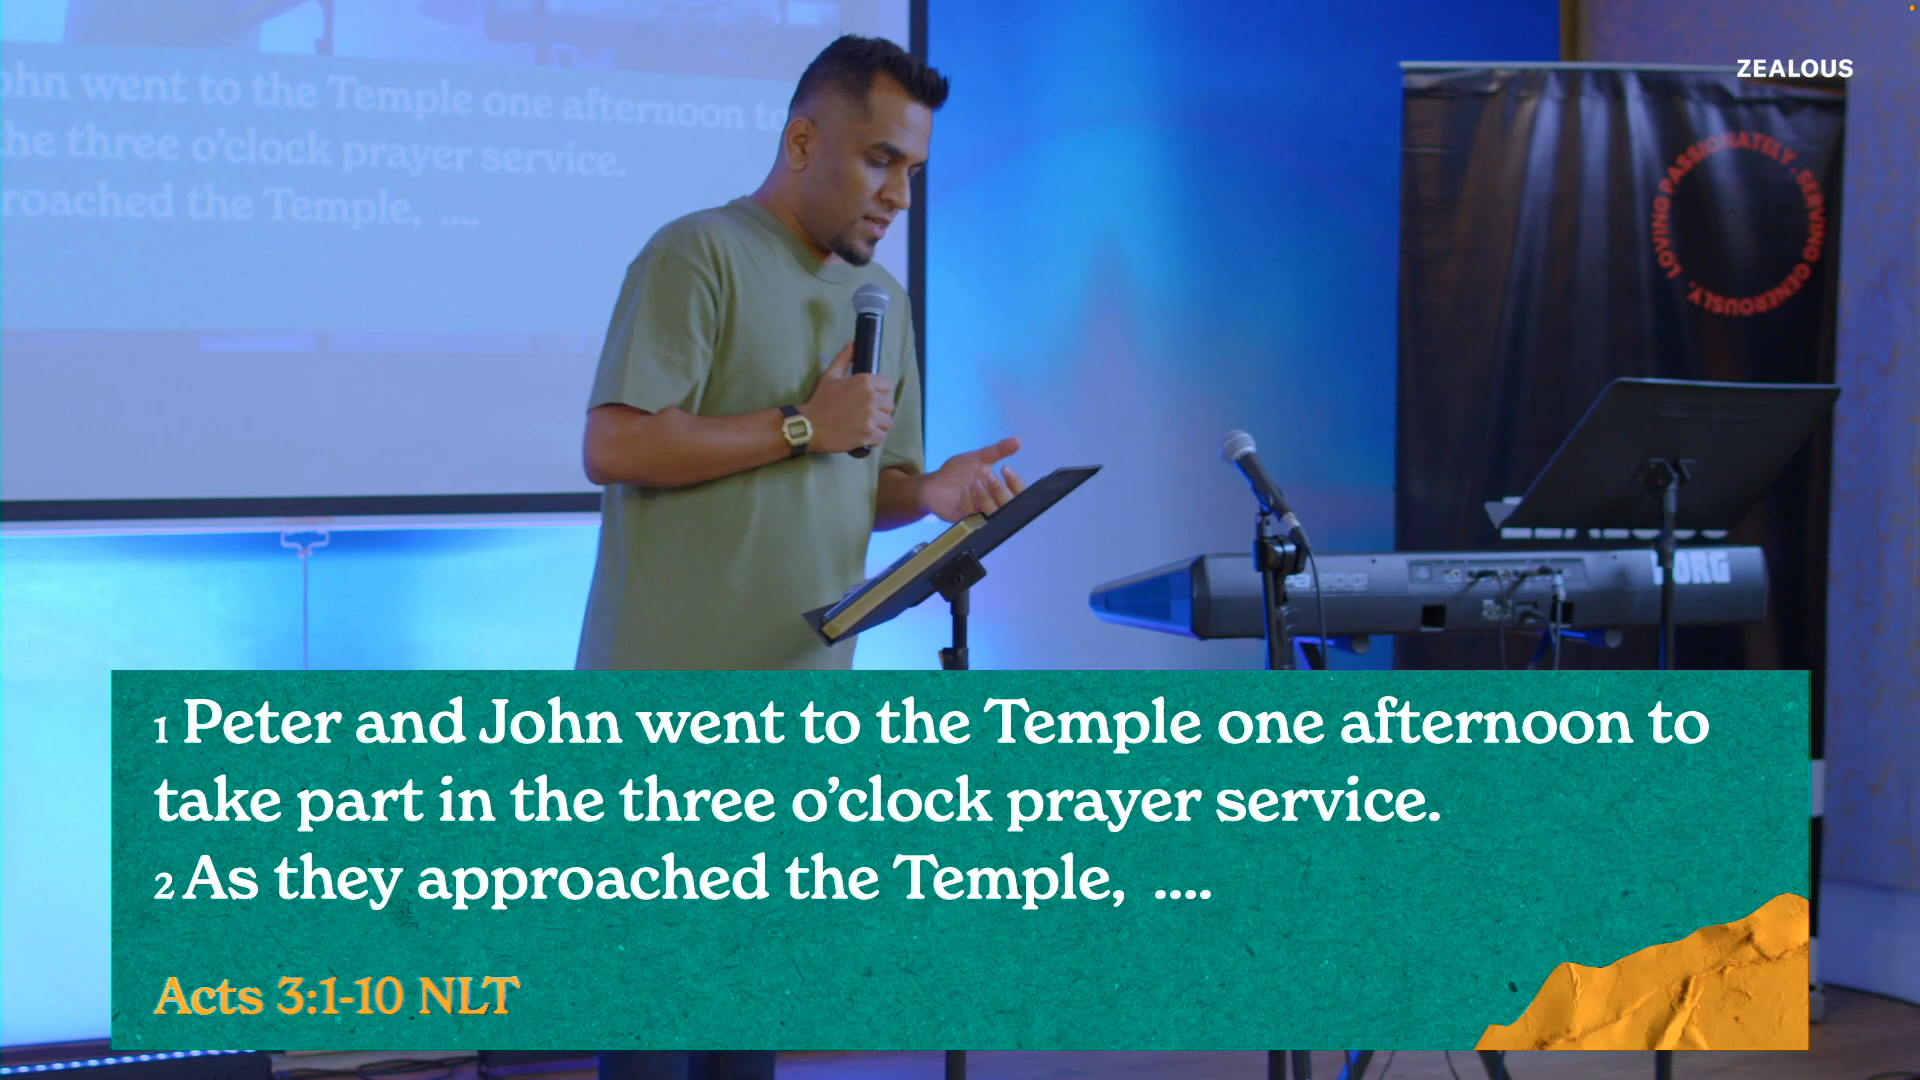 ohn went to the Temple one afternoon to
he three o'clock prayer service.
roached the Temple, ....
ZEALOUS
LOVING PASSIONATELY. SERVING GENEROUSLY.
KORG
1 Peter and John went to the Temple one afternoon to
take part in the three o’clock prayer service.
2 As they approached the Temple, ....
Acts 3:1-10 NLT